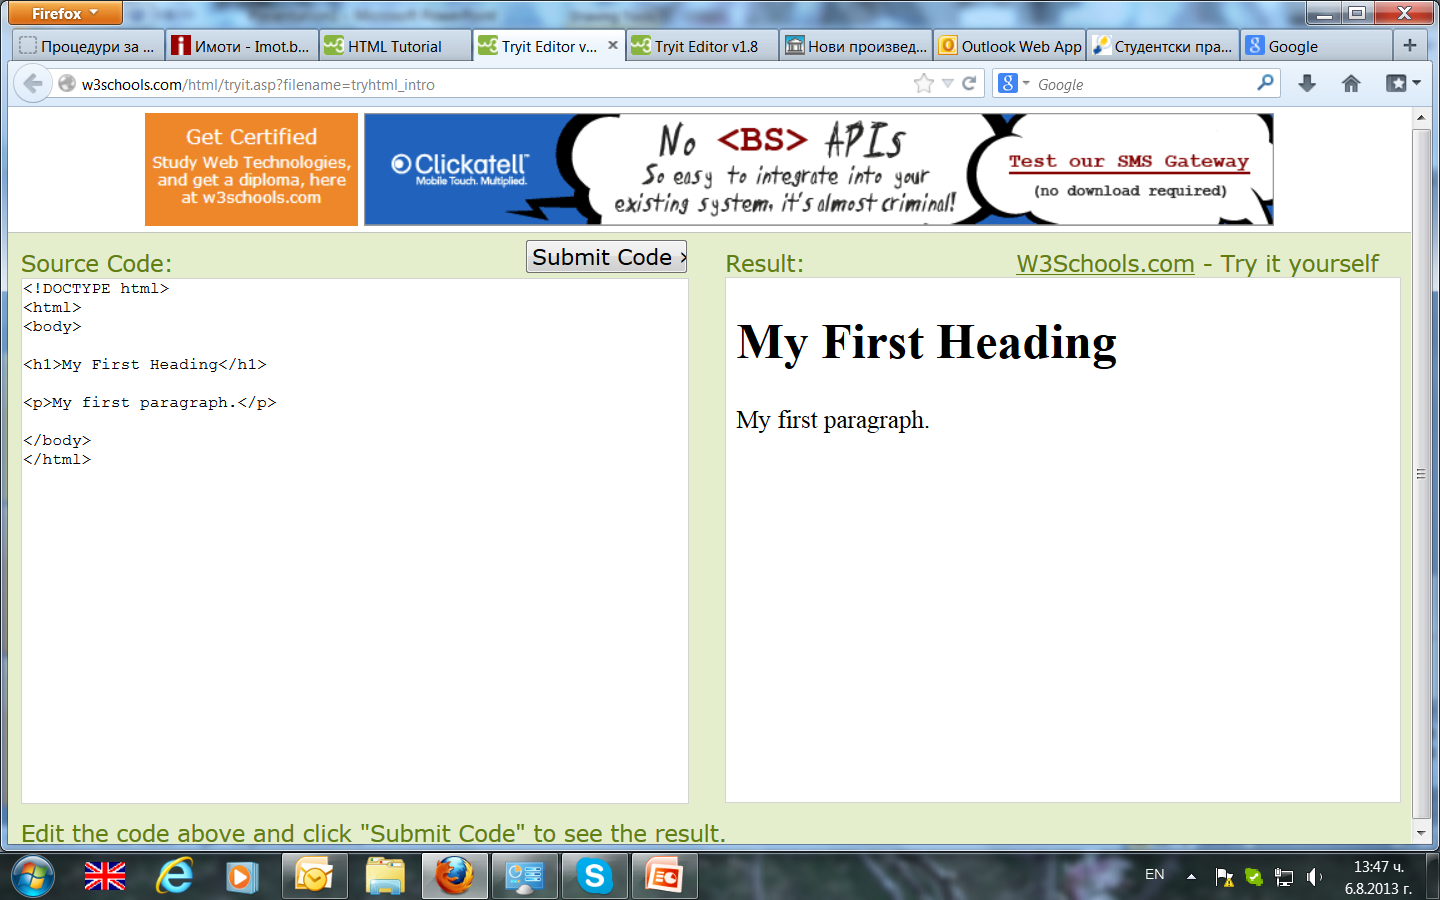 Firefox
Процедури за ...
Имоти - Imot.b...
HTML Tutorial
Tryit Editor v...
Tryit Editor v1.8
Нови произвед...
Outlook Web App
Студентски пра...
Google
w3schools.com/html/tryit.asp?filename=tryhtml_intro
Google
Get Certified
Study Web Technologies,
and get a diploma, here
at w3schools.com
Clickatell™
Mobile Touch. Multiplied.
No <BS> APIs
So easy to integrate into your
existing system, it's almost criminal!
Test our SMS Gateway
(no download required)
Source Code:
Submit Code ›
Result:
W3Schools.com - Try it yourself
<!DOCTYPE html>
<html>
<body>
<h1>My First Heading</h1>
<p>My first paragraph.</p>
</body>
</html>
My First Heading
My first paragraph.
Edit the code above and click "Submit Code" to see the result.
EN
13:47 ч.
6.8.2013 г.